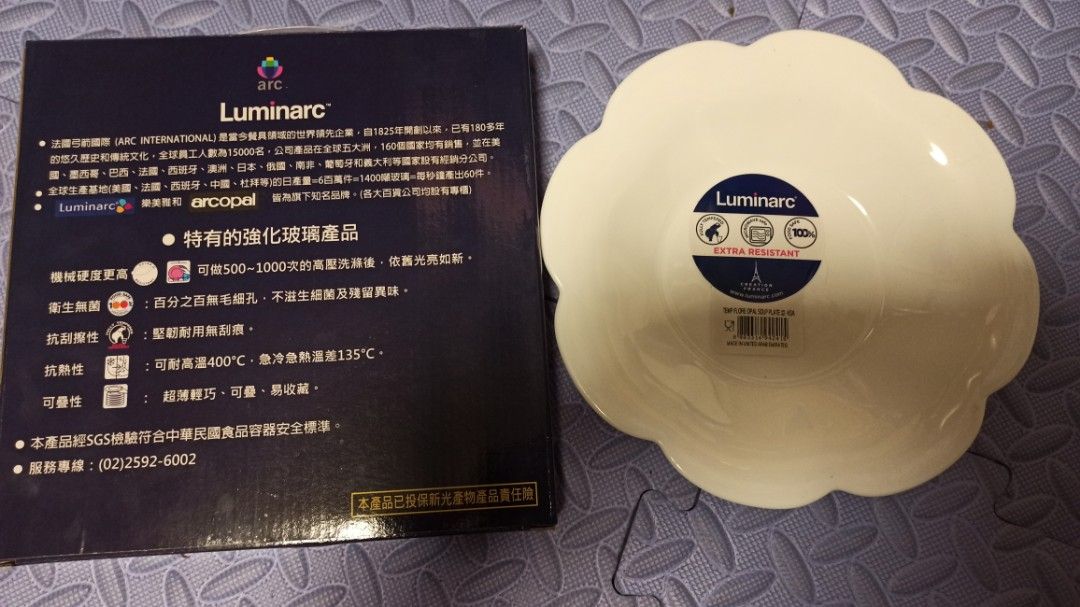 arc
Luminarc™
● 法國弓箭國際 (ARC INTERNATIONAL) 是當今餐具領域的世界領先企業，自1825年開創以來，已有180多年
的悠久歷史和傳統文化，全球員工人數為15000名，公司產品在全球五大洲，160個國家均有銷售，並在美
國、墨西哥、巴西、法國、西班牙、澳洲、日本、俄國、南非、葡萄牙和義大利等國家設有經銷分公司。
● 全球生產基地(美國、法國、西班牙、中國、杜拜等)的日產量=6百萬件=1400噸玻璃=每秒鐘產出60件。
● Luminarc 樂美雅和 arcopal 皆為旗下知名品牌。(各大百貨公司均設有專櫃)
● 特有的強化玻璃產品
機械硬度更高 : 可做500~1000次的高壓洗滌後，依舊光亮如新。
衛生無菌 : 百分之百無毛細孔，不滋生細菌及殘留異味。
抗刮擦性 : 堅韌耐用無刮痕。
抗熱性 : 可耐高溫400°C，急冷急熱溫差135°C。
可疊性 : 超薄輕巧、可疊、易收藏。
● 本產品經SGS檢驗符合中華民國食品容器安全標準。
● 服務專線：(02)2592-6002
本產品已投保新光產物產品責任險
Luminarc
FULLY TEMPERED
100%
EXTRA RESISTANT
CREATION
FRANCE
www.luminarc.com
TEMP FLORE OPAL SOUP PLATE
MADE IN UNITED ARAB EMIRATES